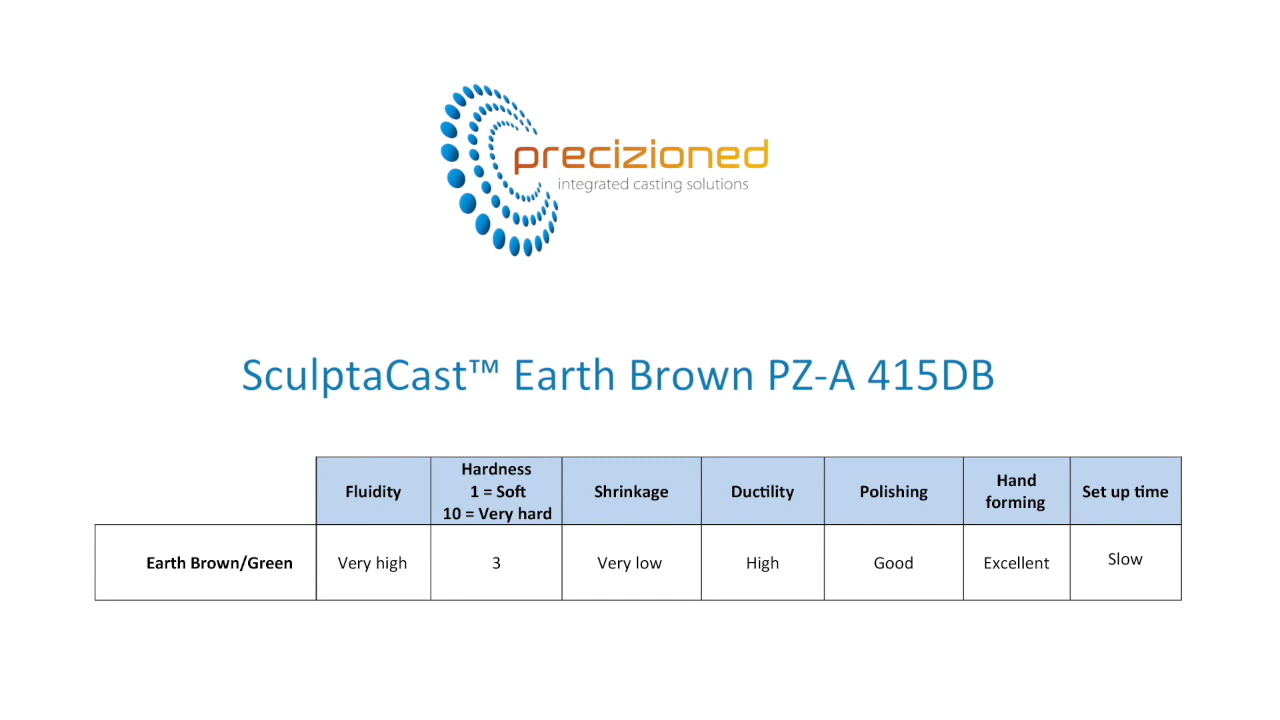 precizioned
integrated casting solutions
SculptaCast™ Earth Brown PZ-A 415DB
Fluidity
Hardness
1 = Soft
10 = Very hard
Shrinkage
Ductility
Polishing
Hand
forming
Set up time
Earth Brown/Green
Very high
3
Very low
High
Good
Excellent
Slow